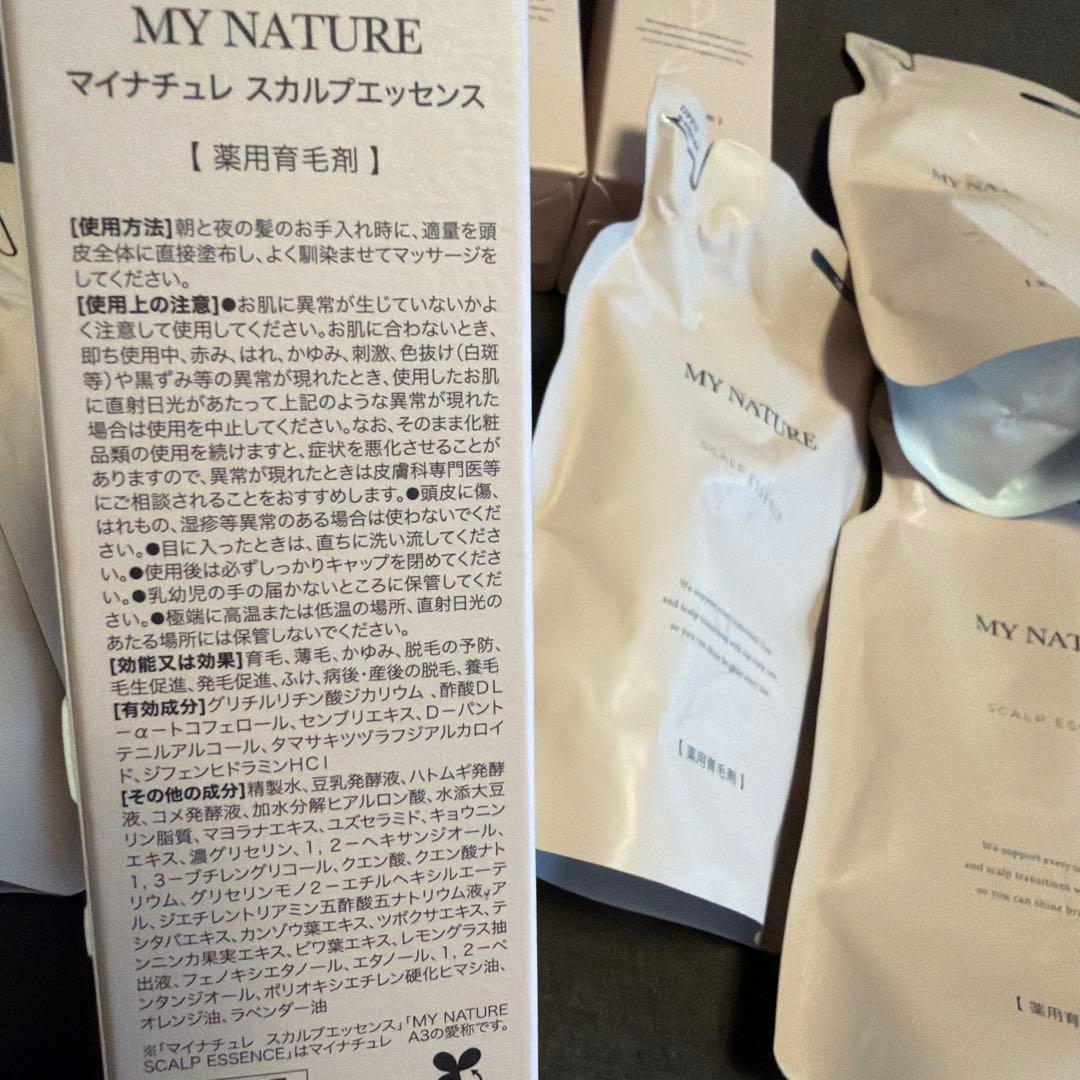 MY NATURE
マイナチュレ スカルプエッセンス
【 薬用育毛剤 】
[使用方法]朝と夜の髪のお手入れ時に、適量を頭
皮全体に直接塗布し、よく馴染ませてマッサージを
してください。
[使用上の注意]●お肌に異常が生じていないかよ
く注意して使用してください。お肌に合わないとき、
即ち使用中、赤み、はれ、かゆみ、刺激、色抜け(白斑
等)や黒ずみ等の異常が現れたとき、使用したお肌
に直射日光があたって上記のような異常が現れた
場合は使用を中止してください。なお、そのまま化粧
品類の使用を続けますと、症状を悪化させることが
ありますので、異常が現れたときは皮膚科専門医等
にご相談されることをおすすめします。●頭皮に傷、
はれもの、湿疹等異常のある場合は使わないでくだ
さい。●目に入ったときは、直ちに洗い流してくださ
い。●使用後は必ずしっかりキャップを閉めてくださ
い。●乳幼児の手の届かないところに保管してくだ
さい。●極端に高温または低温の場所、直射日光の
あたる場所には保管しないでください。
[効能又は効果]育毛、薄毛、かゆみ、脱毛の予防、
毛生促進、発毛促進、ふけ、病後・産後の脱毛、養毛
[有効成分]グリチルリチン酸ジカリウム、酢酸DL
-α-トコフェロール、センブリエキス、D-パント
テニルアルコール、タマサキツヅラフジアルカロイ
ド、ジフェンヒドラミンHCl
[その他の成分]精製水、豆乳発酵液、ハトムギ発酵
液、コメ発酵液、加水分解ヒアルロン酸、水添大豆
リン脂質、マヨラナエキス、ユズセラミド、キョウニン
エキス、濃グリセリン、1,2-ヘキサンジオール、
1,3-ブチレングリコール、クエン酸、クエン酸ナト
リウム、グリセリンモノ2-エチルヘキシルエーテ
ル、ジエチレントリアミン五酢酸五ナトリウム液、ア
シタバエキス、カンゾウ葉エキス、ツボクサエキス、テ
ンニンカ果実エキス、ビワ葉エキス、レモングラス抽
出液、フェノキシエタノール、エタノール、1,2-ペ
ンタンジオール、ポリオキシエチレン硬化ヒマシ油、
オレンジ油、ラベンダー油
※「マイナチュレ スカルプエッセンス」「MY NATURE
SCALP ESSENCE」はマイナチュレ A3の愛称です。
MY NATURE
SCALP
We support
and scalp transitions with
so you can shine
【薬用育毛剤】
MY NA
MY NAT
SCALP ES
We support every
and scalp transitions w
so you can shine
【薬用育